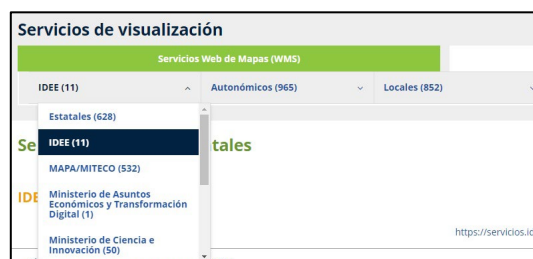 Servicios de visualización
Servicios Web de Mapas (WMS)
IDEE (11)
Autonómicos (965)
Locales (852)
Estatales (628)
Se
tales
IDEE (11)
MAPA/MITECO (532)
IDE
Ministerio de Asuntos
Económicos y Transformación
Digital (1)
https://servicios.ic
Ministerio de Ciencia e
Innovación (50)